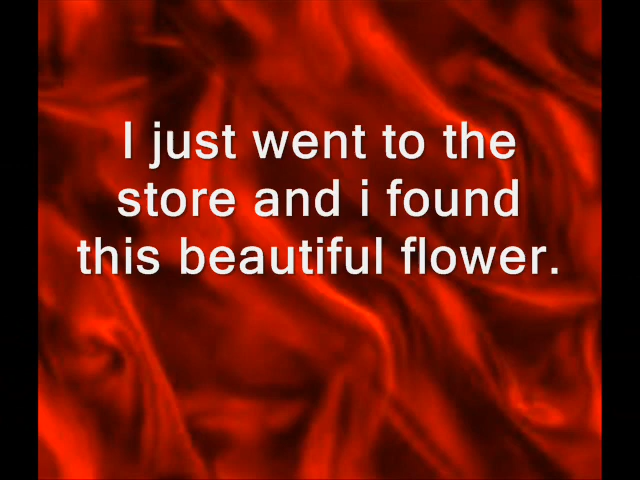 I just went to the
store and i found
this beautiful flower.